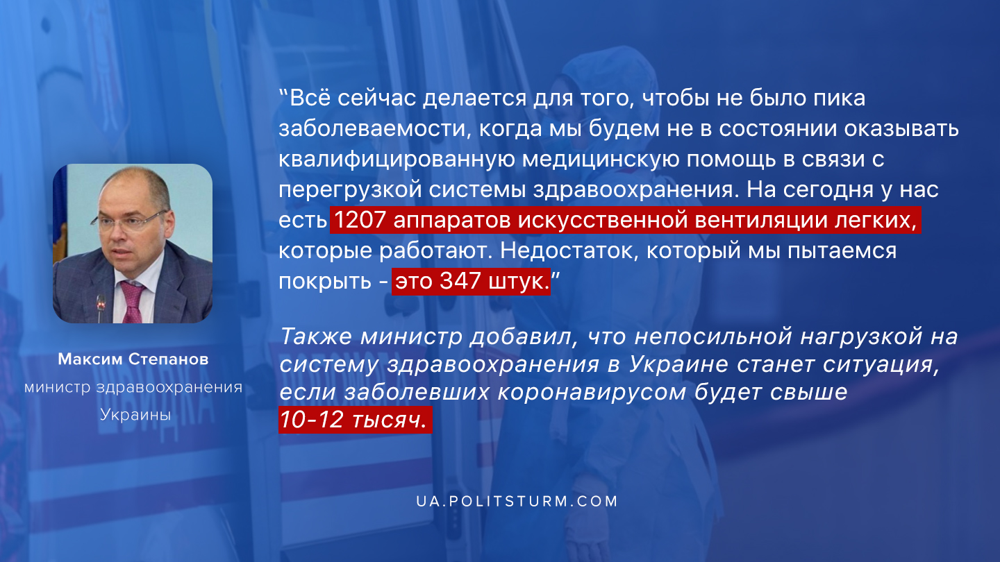 “Всё сейчас делается для того, чтобы не было пика
заболеваемости, когда мы будем не в состоянии оказывать
квалифицированную медицинскую помощь в связи с
перегрузкой системы здравоохранения. На сегодня у нас
есть 1207 аппаратов искусственной вентиляции легких,
которые работают. Недостаток, который мы пытаемся
покрыть - это 347 штук.”
Также министр добавил, что непосильной нагрузкой на
систему здравоохранения в Украине станет ситуация,
если заболевших коронавирусом будет свыше
10-12 тысяч.
Максим Степанов
министр здравоохранения
Украины
ШВИДКА
ДОПОМОГА
UA.POLITSTURM.COM